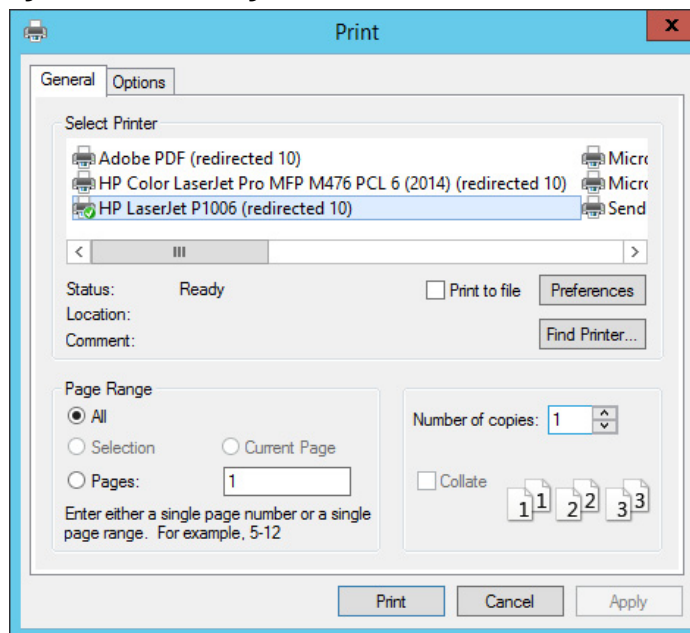 Print
x
General Options
Select Printer
Adobe PDF (redirected 10) Micro
HP Color LaserJet Pro MFP M476 PCL 6 (2014) (redirected 10) Micro
HP LaserJet P1006 (redirected 10) Send
Status: Ready Print to file Preferences
Location:
Comment: Find Printer...
Page Range
All Number of copies: 1
Selection Current Page
Pages: 1 Collate
1 1 2 2 3 3
Enter either a single page number or a single
page range. For example, 5-12
Print Cancel Apply